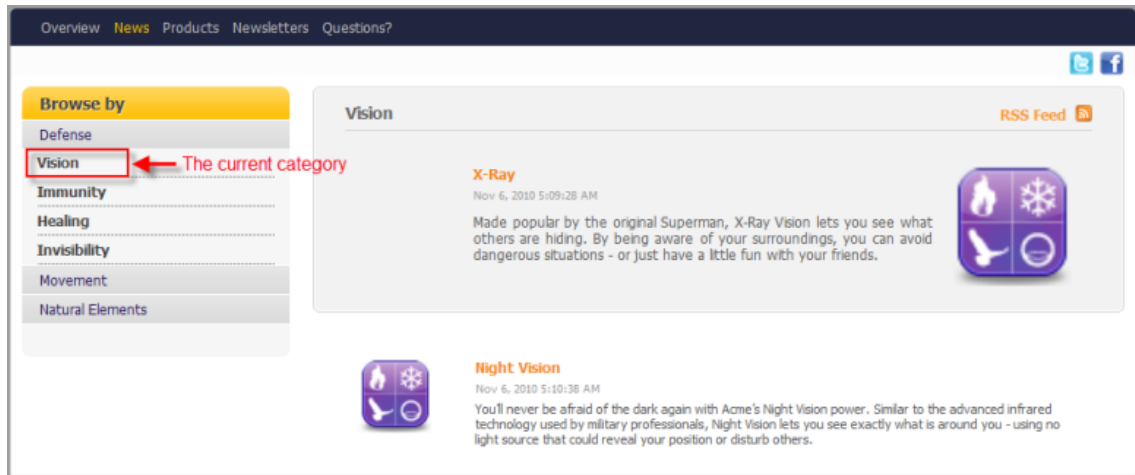 Overview News Products Newsletters Questions?
Browse by
Defense
Vision
The current category
Immunity
Healing
Invisibility
Movement
Natural Elements
Vision
RSS Feed
X-Ray
Nov 6, 2010 5:09:28 AM
Made popular by the original Superman, X-Ray Vision lets you see what
others are hiding. By being aware of your surroundings, you can avoid
dangerous situations - or just have a little fun with your friends.
Night Vision
Nov 6, 2010 5:10:38 AM
You'll never be afraid of the dark again with Acme's Night Vision power. Similar to the advanced infrared
technology used by military professionals, Night Vision lets you see exactly what is around you - using no
light source that could reveal your position or disturb others.